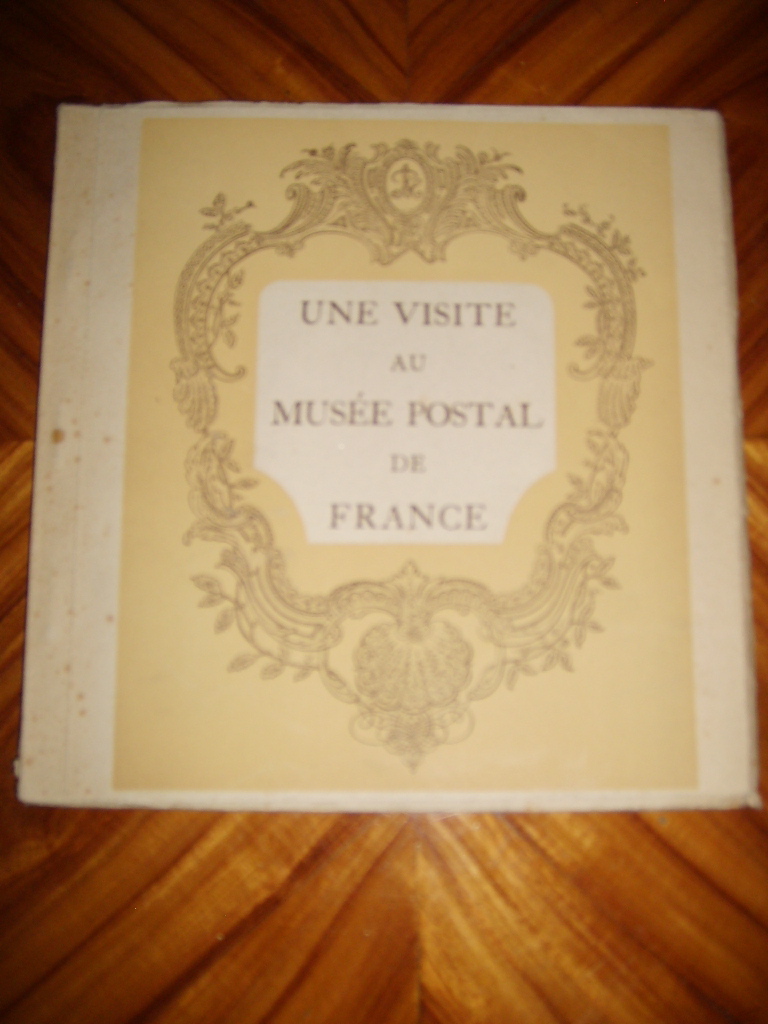 UNE VISITE
AU
MUSÉE POSTAL
DE
FRANCE